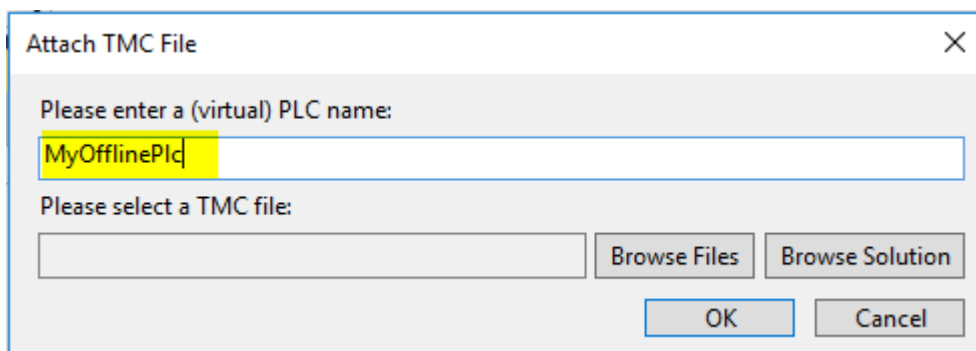 Attach TMC File
Please enter a (virtual) PLC name:
MyOfflinePlc
Please select a TMC file:
Browse Files
Browse Solution
OK
Cancel